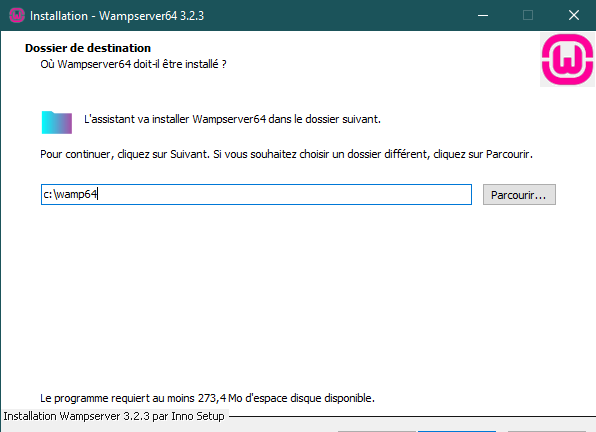 Installation - Wampserver64 3.2.3
Dossier de destination
Où Wampserver64 doit-il être installé ?
L'assistant va installer Wampserver64 dans le dossier suivant.
Pour continuer, cliquez sur Suivant. Si vous souhaitez choisir un dossier différent, cliquez sur Parcourir.
c:\wamp64
Parcourir...
Le programme requiert au moins 273,4 Mo d'espace disque disponible.
Installation Wampserver 3.2.3 par Inno Setup